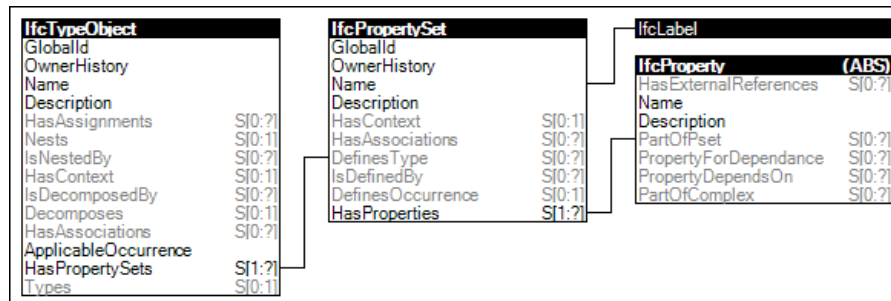 IfcTypeObject
GlobalId
OwnerHistory
Name
Description
HasAssignments S[0:?]
Nests S[0:1]
IsNestedBy S[0:?]
HasContext S[0:1]
IsDecomposedBy S[0:?]
Decomposes S[0:1]
HasAssociations S[0:?]
ApplicableOccurrence
HasPropertySets S[1:?]
Types S[0:1]
IfcPropertySet
GlobalId
OwnerHistory
Name
Description
HasContext S[0:1]
HasAssociations S[0:?]
DefinesType S[0:?]
IsDefinedBy S[0:?]
DefinesOccurrence S[0:1]
HasProperties S[1:?]
IfcLabel
IfcProperty (ABS)
HasExternalReferences S[0:?]
Name
Description
PartOfPset S[0:?]
PropertyForDependance S[0:?]
PropertyDependsOn S[0:?]
PartOfComplex S[0:?]